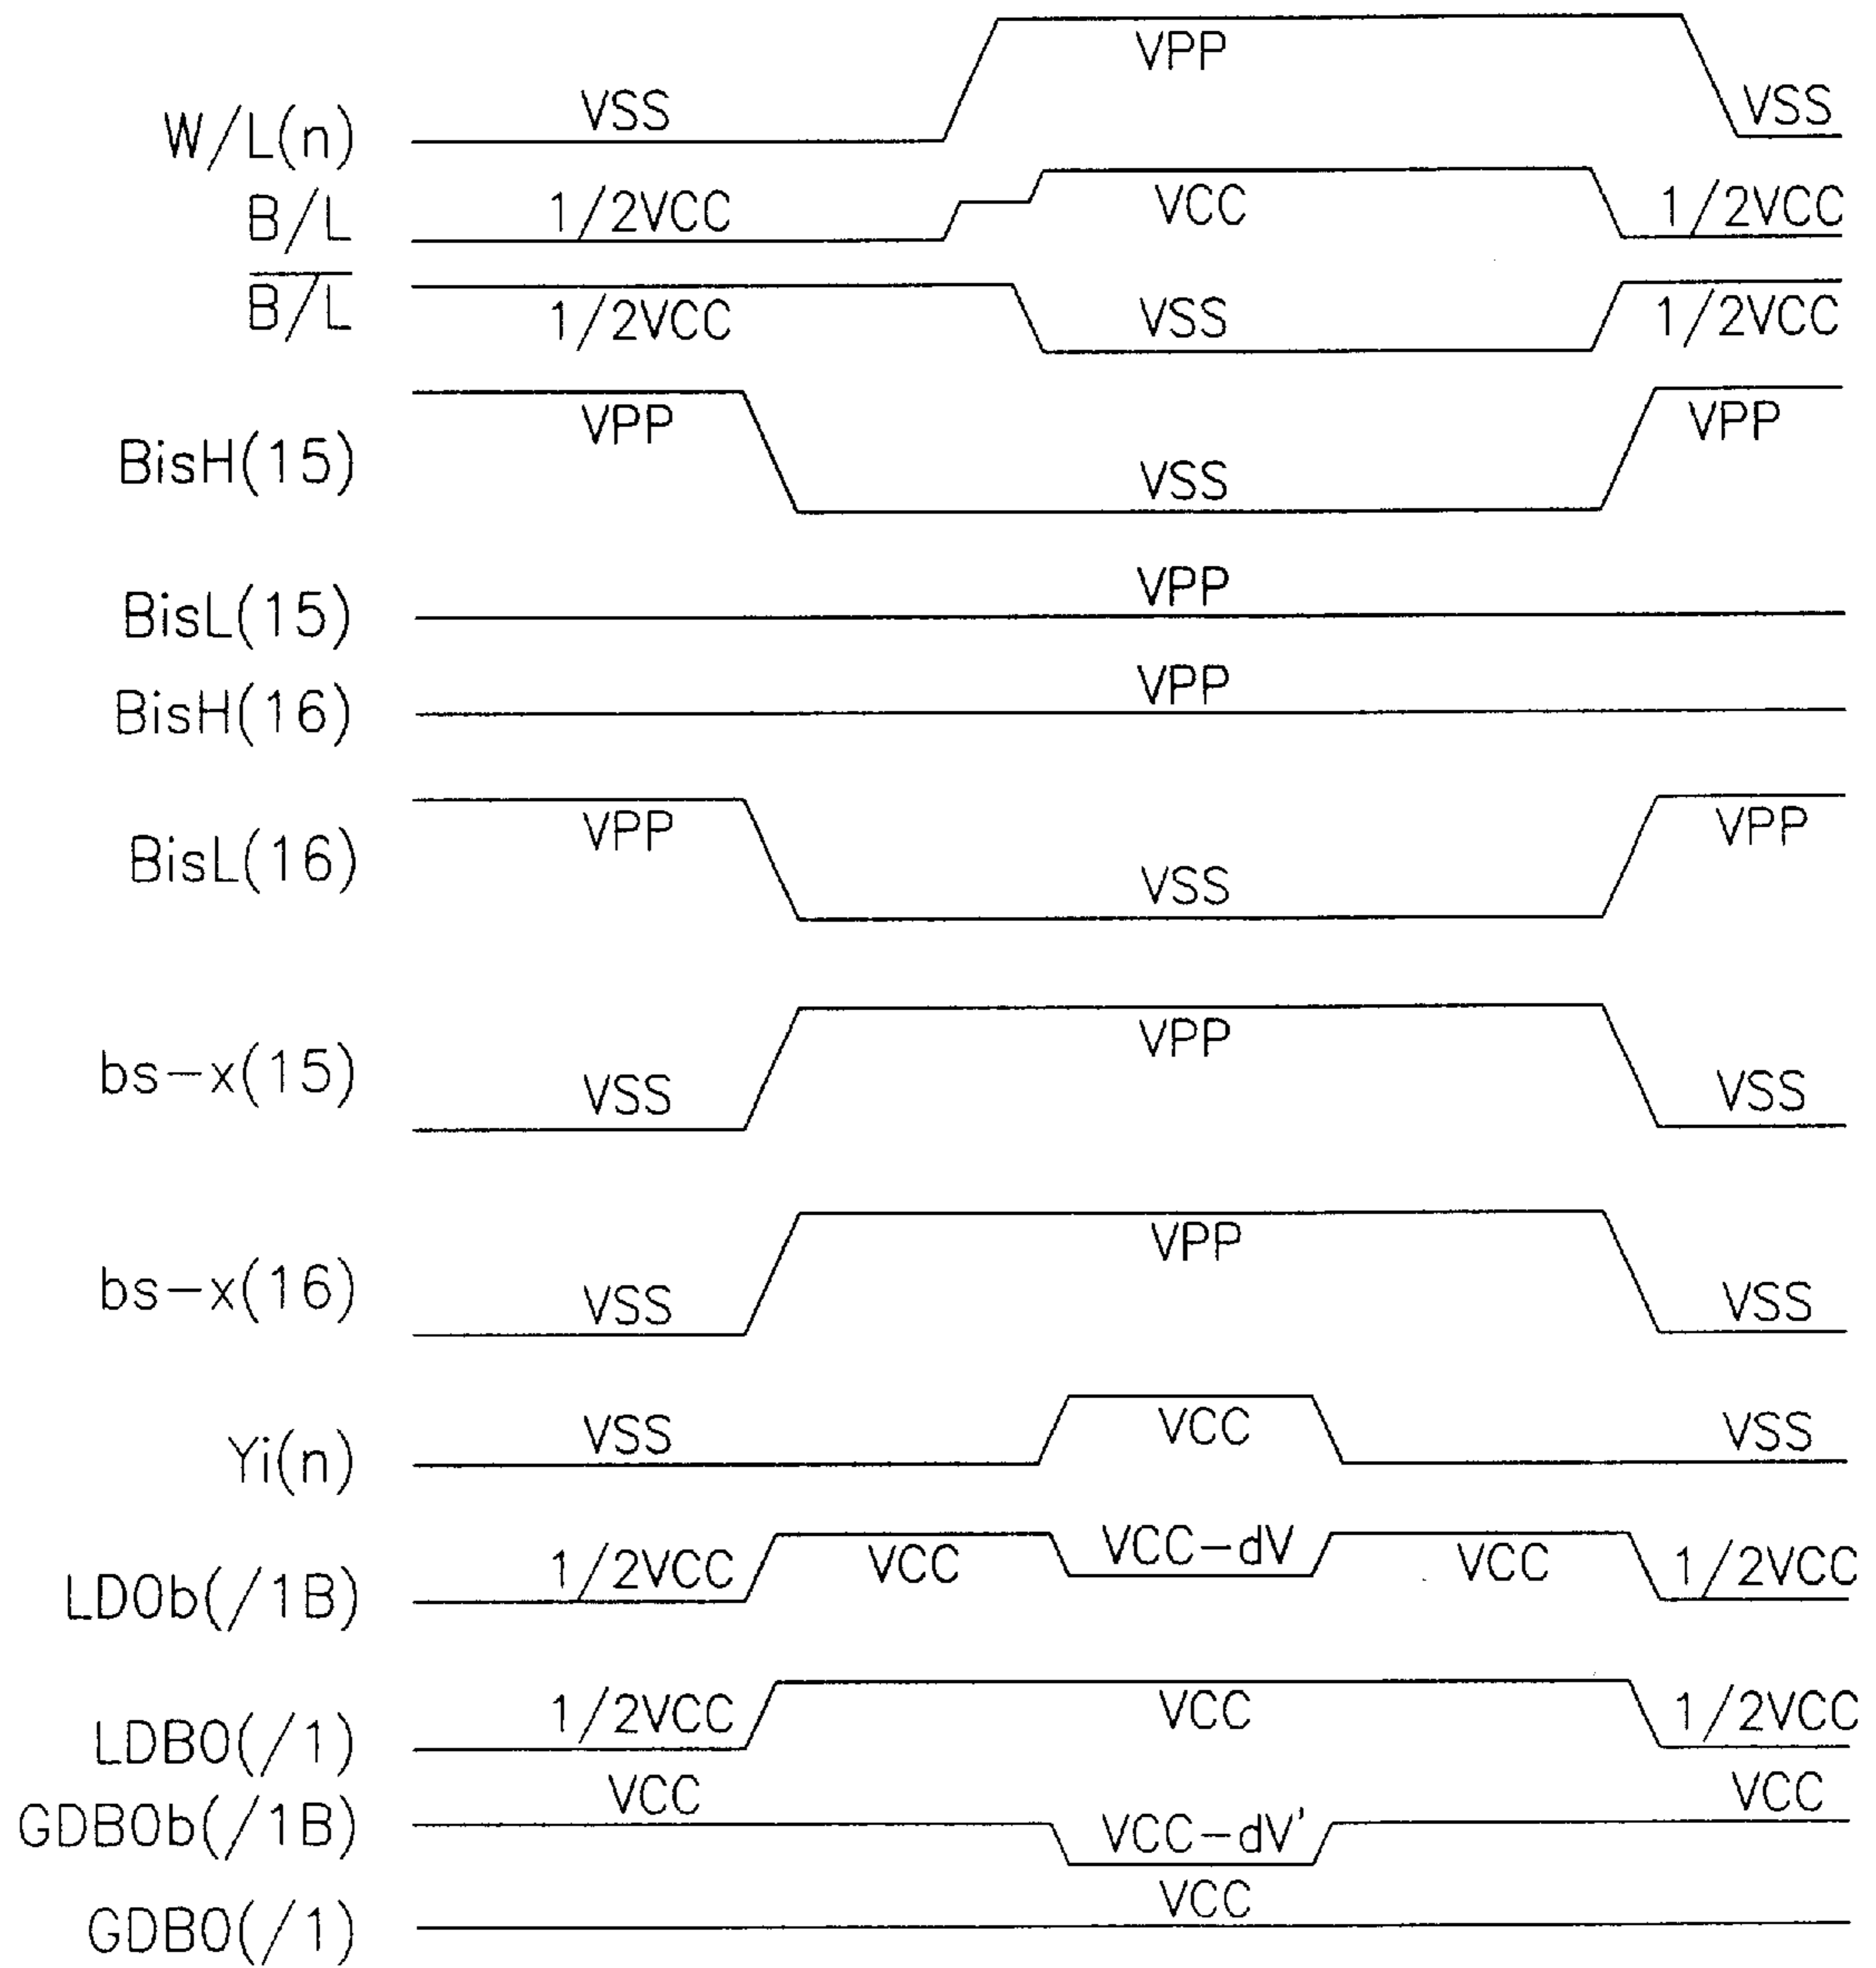 W/L(n) VSS VPP VSS
B/L 1/2VCC VCC 1/2VCC
B/L 1/2VCC VSS 1/2VCC
BisH(15) VPP VSS VPP
BisL(15) VPP
BisH(16) VPP
BisL(16) VPP VSS VPP
bs-x(15) VSS VPP VSS
bs-x(16) VSS VPP VSS
Yi(n) VSS VCC VSS
LD0b(/1B) 1/2VCC VCC VCC-dV VCC 1/2VCC
LDB0(/1) 1/2VCC VCC 1/2VCC
GDB0b(/1B) VCC VCC-dV' VCC
GDB0(/1) VCC